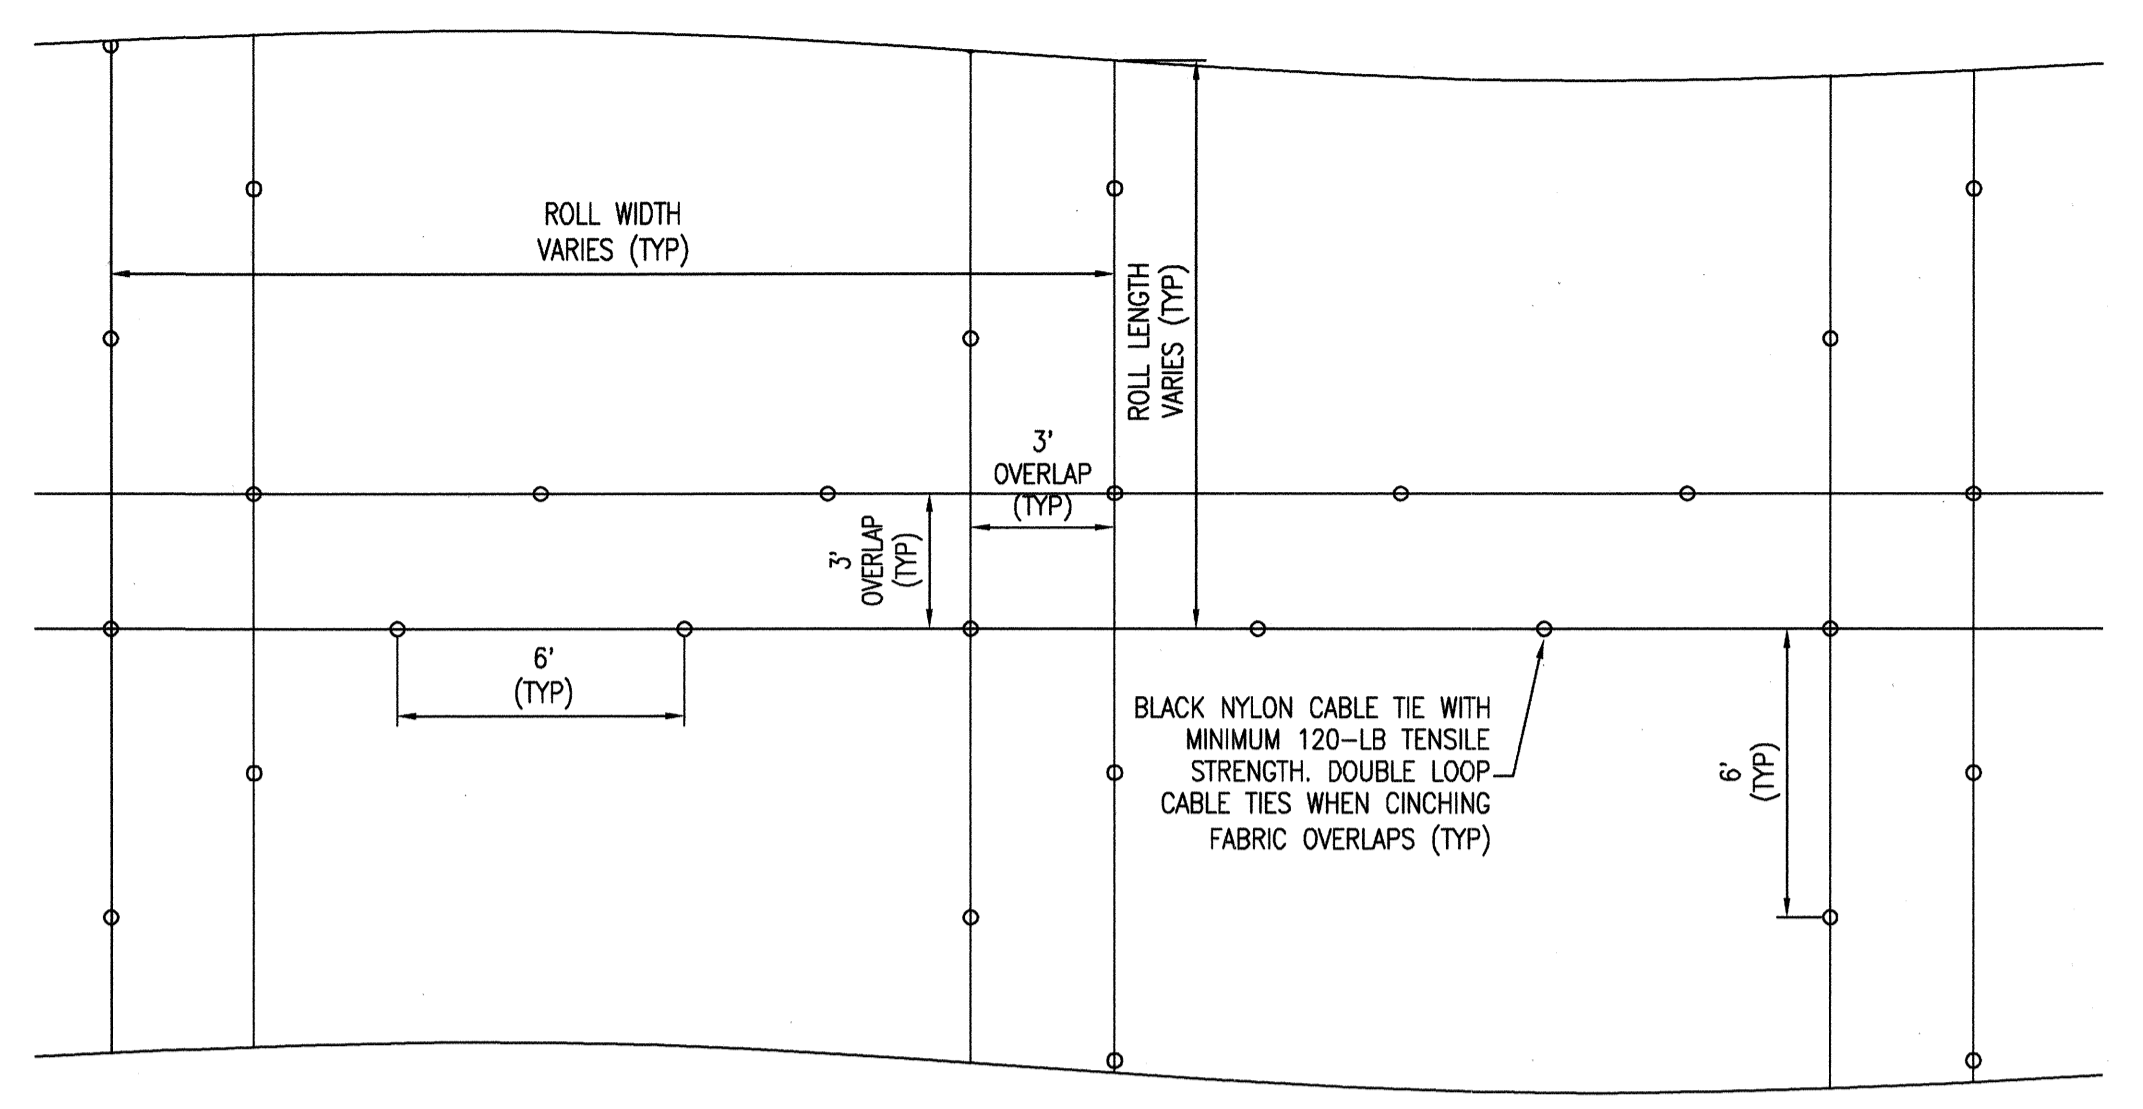 ROLL WIDTH
VARIES (TYP)
ROLL LENGTH
VARIES (TYP)
3'
OVERLAP
(TYP)
3'
OVERLAP
(TYP)
6'
(TYP)
BLACK NYLON CABLE TIE WITH
MINIMUM 120-LB TENSILE
STRENGTH. DOUBLE LOOP
CABLE TIES WHEN CINCHING
FABRIC OVERLAPS (TYP)
6'
(TYP)